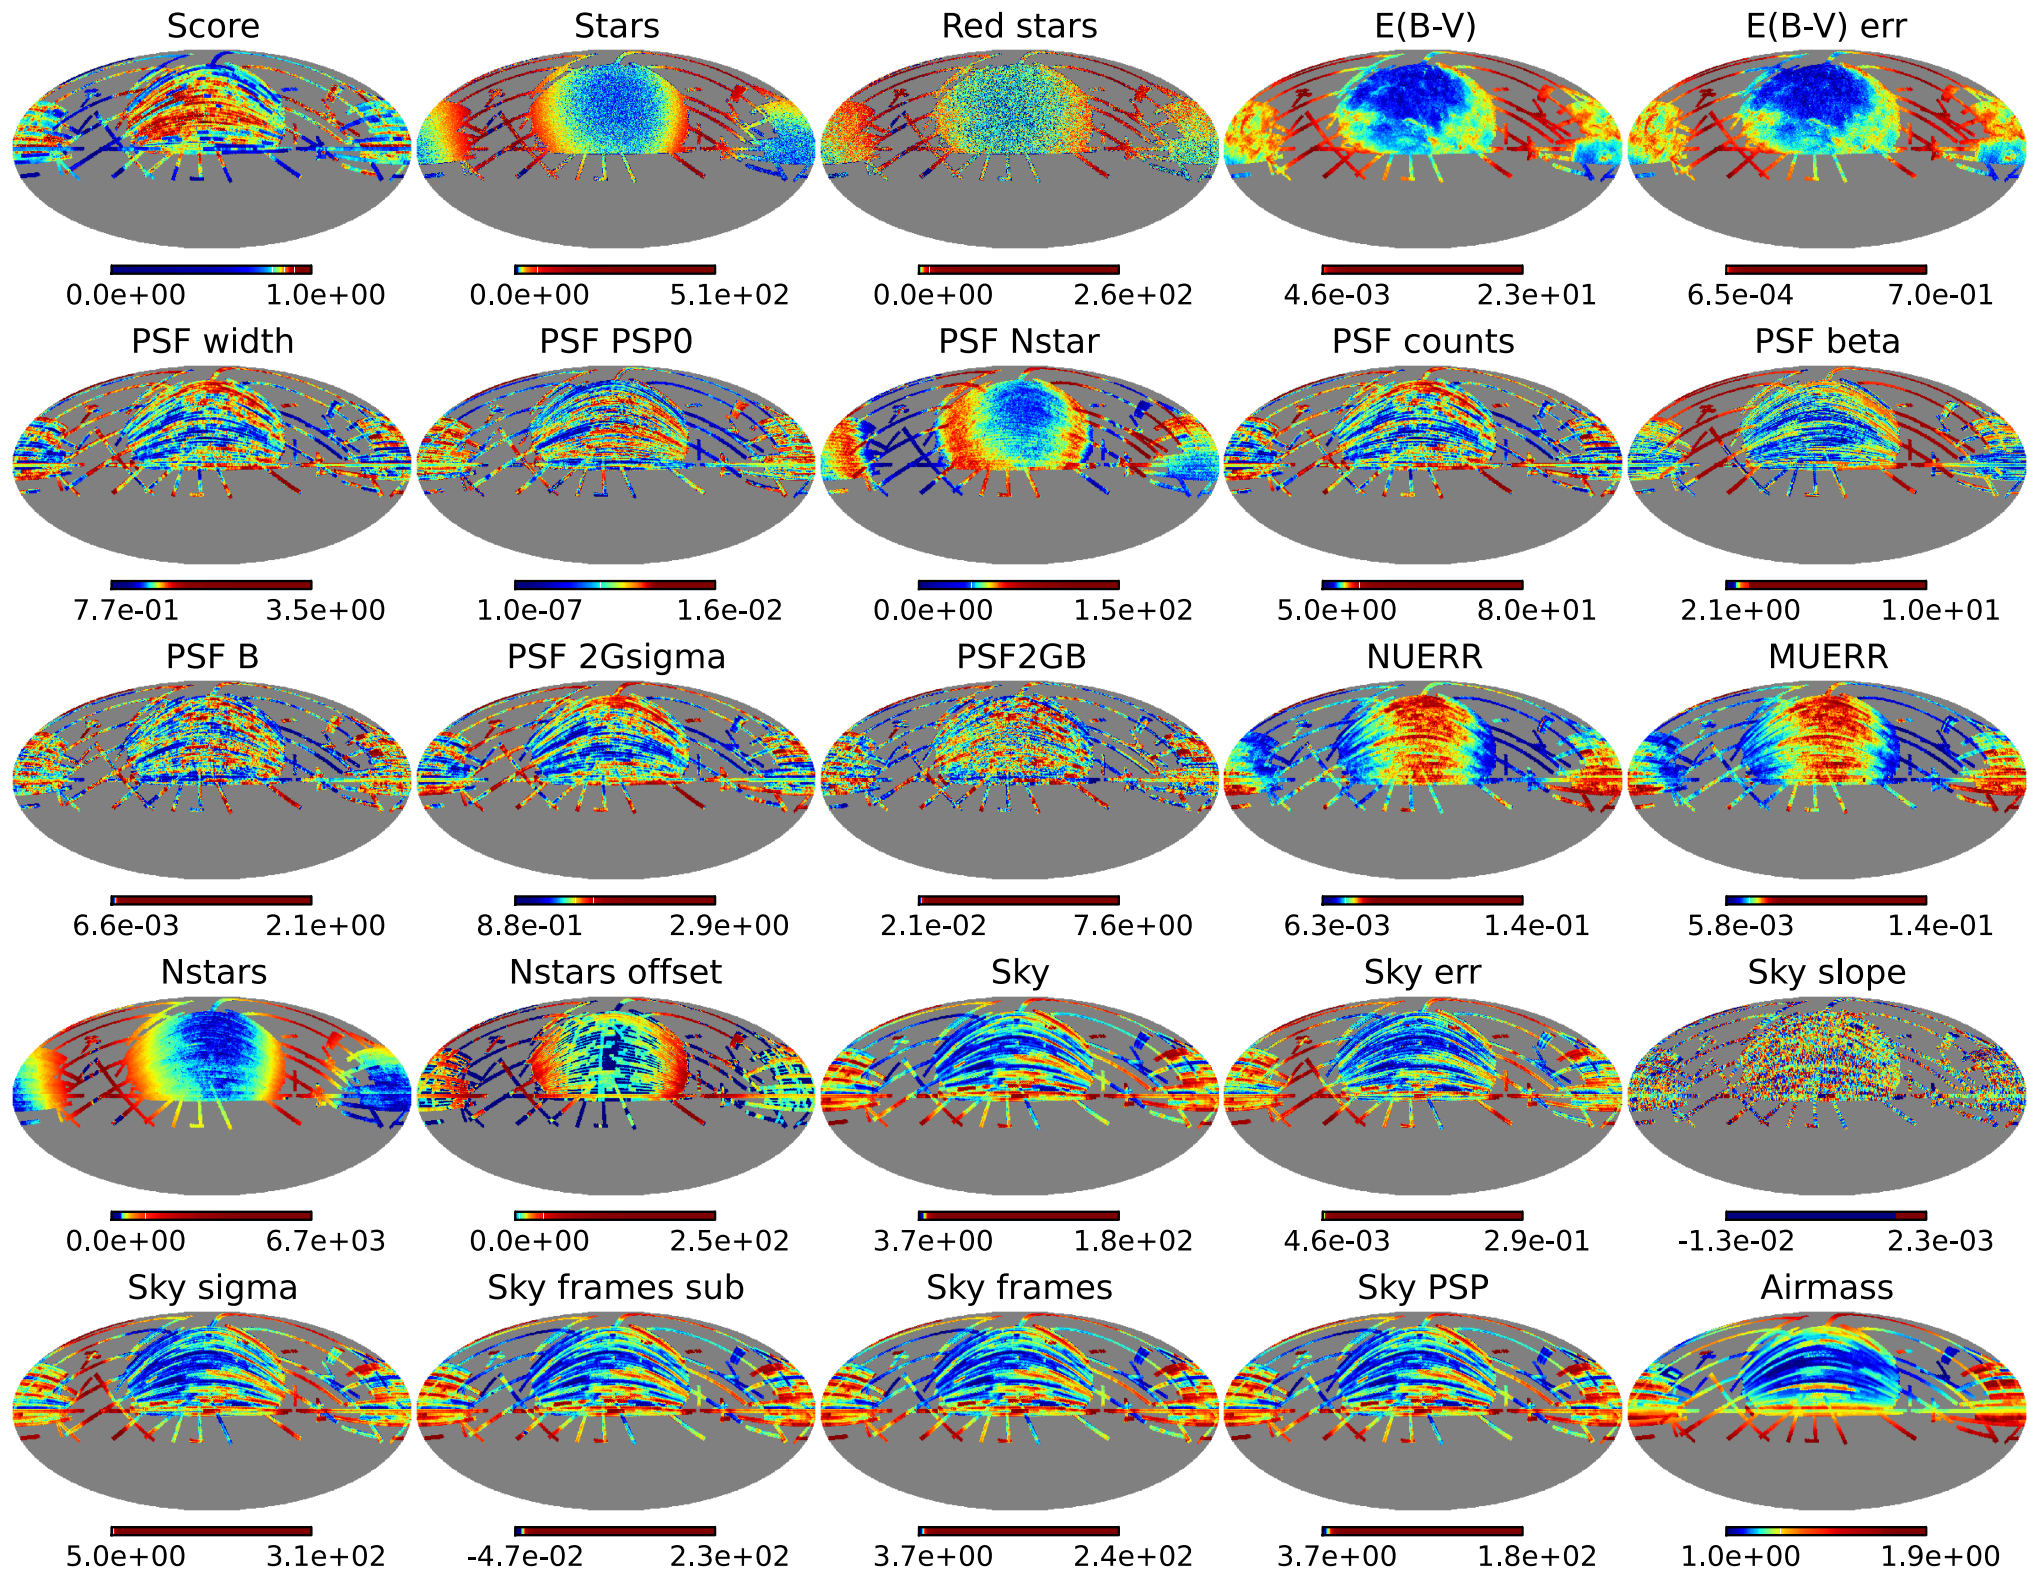 Score Stars Red stars E(B-V) E(B-V) err
0.0e+00 1.0e+00 0.0e+00 5.1e+02 0.0e+00 2.6e+02 4.6e-03 2.3e+01 6.5e-04 7.0e-01
PSF width PSF PSP0 PSF Nstar PSF counts PSF beta
7.7e-01 3.5e+00 1.0e-07 1.6e-02 0.0e+00 1.5e+02 5.0e+00 8.0e+01 2.1e+00 1.0e+01
PSF B PSF 2Gsigma PSF2GB NUERR MUERR
6.6e-03 2.1e+00 8.8e-01 2.9e+00 2.1e-02 7.6e+00 6.3e-03 1.4e-01 5.8e-03 1.4e-01
Nstars Nstars offset Sky Sky err Sky slope
0.0e+00 6.7e+03 0.0e+00 2.5e+02 3.7e+00 1.8e+02 4.6e-03 2.9e-01 -1.3e-02 2.3e-03
Sky sigma Sky frames sub Sky frames Sky PSP Airmass
5.0e+00 3.1e+02 -4.7e-02 2.3e+02 3.7e+00 2.4e+02 3.7e+00 1.8e+02 1.0e+00 1.9e+00